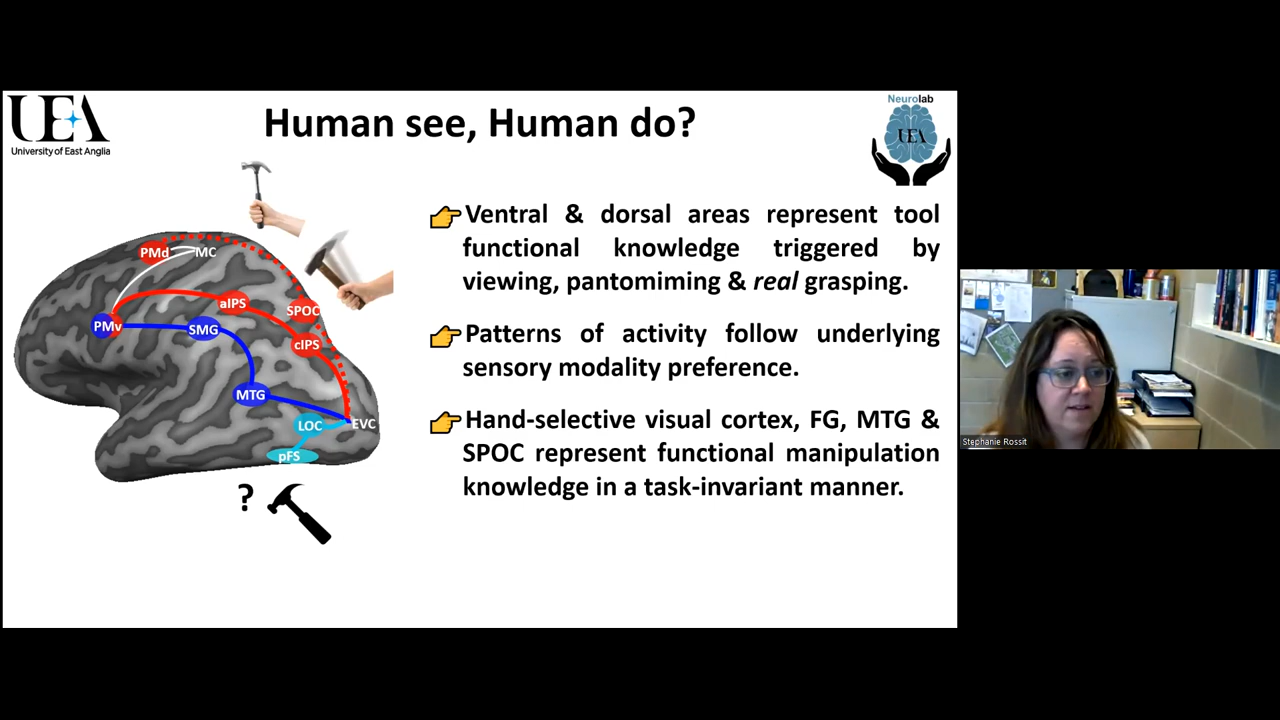 UEA
University of East Anglia
Human see, Human do?
Neurolab
UEA
PMd
MC
aIPS
SPOC
PMv
SMG
cIPS
MTG
LOC
EVC
pFS
?
Ventral & dorsal areas represent tool
functional knowledge triggered by
viewing, pantomiming & real grasping.
Patterns of activity follow underlying
sensory modality preference.
Hand-selective visual cortex, FG, MTG &
SPOC represent functional manipulation
knowledge in a task-invariant manner.
Stephanie Rossit